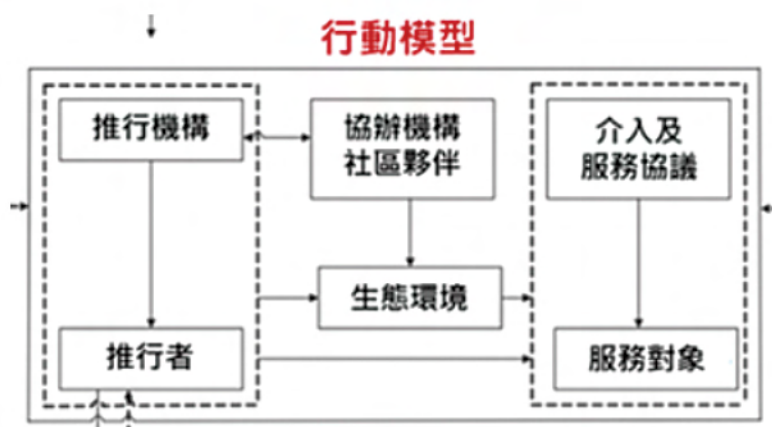 行動模型
推行機構
協辦機構
社區夥伴
介入及
服務協議
生態環境
推行者
服務對象